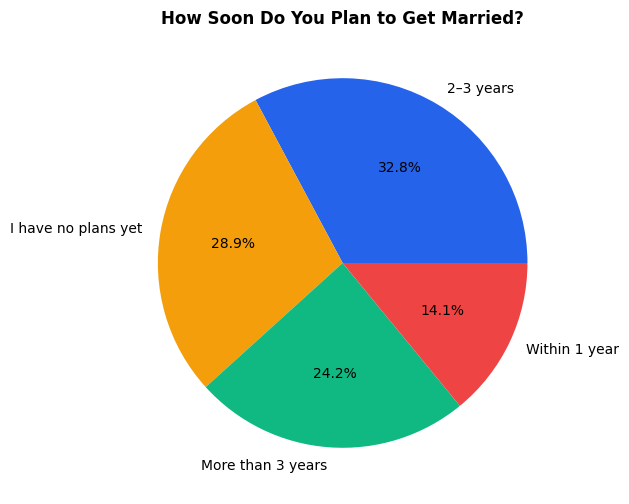 How Soon Do You Plan to Get Married?
2–3 years
32.8%
I have no plans yet
28.9%
14.1%
Within 1 year
24.2%
More than 3 years